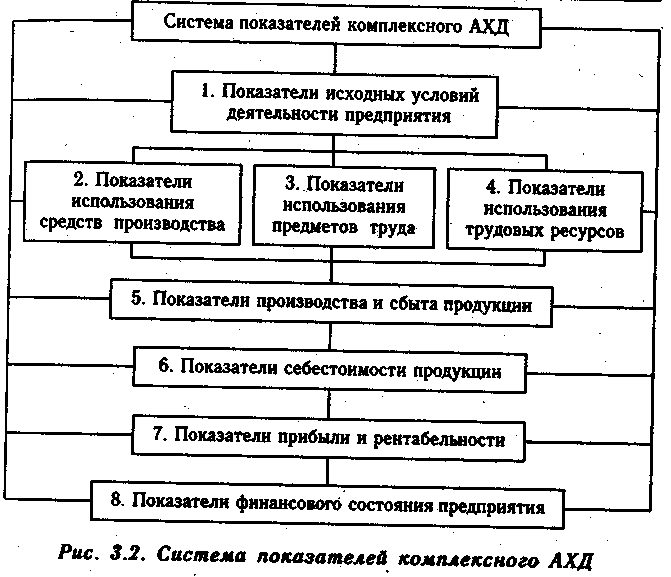 Система показателей комплексного АХД
1. Показатели исходных условий
деятельности предприятия
2. Показатели
использования
средств производства
3. Показатели
использования
предметов труда
4. Показатели
использования
трудовых ресурсов
5. Показатели производства и сбыта продукции
6. Показатели себестоимости продукции
7. Показатели прибыли и рентабельности
8. Показатели финансового состояния предприятия
Рис. 3.2. Система показателей комплексного АХД